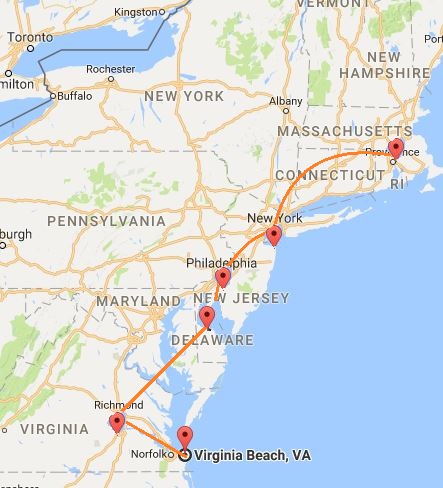 VERMONT
Kingston
Toronto
NEW
HAMPSHIRE
Rochester
milton
Buffalo
NEW YORK
Albany
MASSACHUSETTS
CONNECTICUT
RI
New York
PENNSYLVANIA
burgh
Philadelphia
MARYLAND
NEW JERSEY
DELAWARE
Richmond
VIRGINIA
Norfolk
Virginia Beach, VA